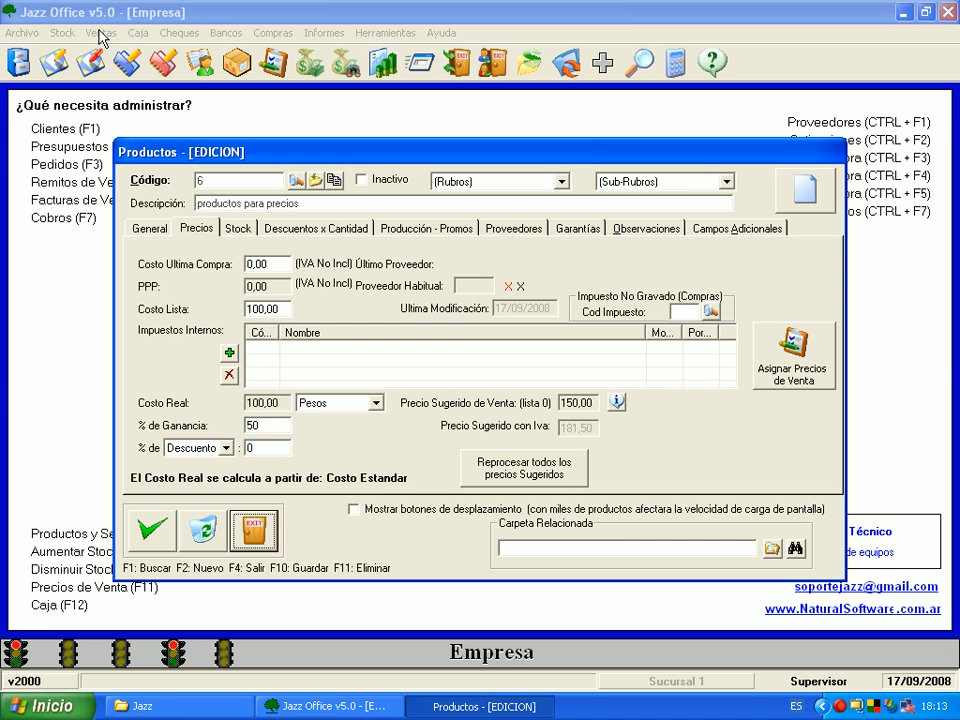 Jazz Office v5.0 - [Empresa]
Archivo Stock Ventas Caja Cheques Bancos Compras Informes Herramientas Ayuda
¿Qué necesita administrar?
Clientes (F1)
Presupuestos
Pedidos (F3)
Remitos de Ve
Facturas de Ve
Cobros (F7)
Proveedores (CTRL + F1)
es (CTRL + F2)
ra (CTRL + F3)
ra (CTRL + F4)
ra (CTRL + F5)
os (CTRL + F7)
Productos - [EDICION]
Código: 6 Inactivo (Rubros) (Sub-Rubros)
Descripción: productos para precios
General Precios Stock Descuentos x Cantidad Producción - Promos Proveedores Garantías Observaciones Campos Adicionales
Costo Ultima Compra: 0,00 (IVA No Incl) Último Proveedor:
PPP: 0,00 (IVA No Incl) Proveedor Habitual: X X
Costo Lista: 100,00 Ultima Modificación: 17/09/2008
Impuesto No Gravado (Compras)
Cod Impuesto:
Impuestos Internos: Có... Nombre Mo... Por...
Asignar Precios
de Venta
Costo Real: 100,00 Pesos Precio Sugerido de Venta: (lista 0) 150,00
% de Ganancia: 50 Precio Sugerido con Iva: 181,50
% de Descuento : 0
Reprocesar todos los
precios Sugeridos
El Costo Real se calcula a partir de: Costo Estandar
EXIT
Mostrar botones de desplazamiento (con miles de productos afectara la velocidad de carga de pantalla)
Carpeta Relacionada
F1: Buscar F2: Nuevo F4: Salir F10: Guardar F11: Eliminar
Productos y Se
Aumentar Stoc
Disminuir Stoc
Precios de Venta (F11)
Caja (F12)
Técnico
de equipos
soportejazz@gmail.com
www.NaturalSoftware.com.ar
Empresa
v2000 Sucursal 1 Supervisor 17/09/2008
Inicio Jazz Jazz Office v5.0 - [E... Productos - [EDICION] ES 18:13